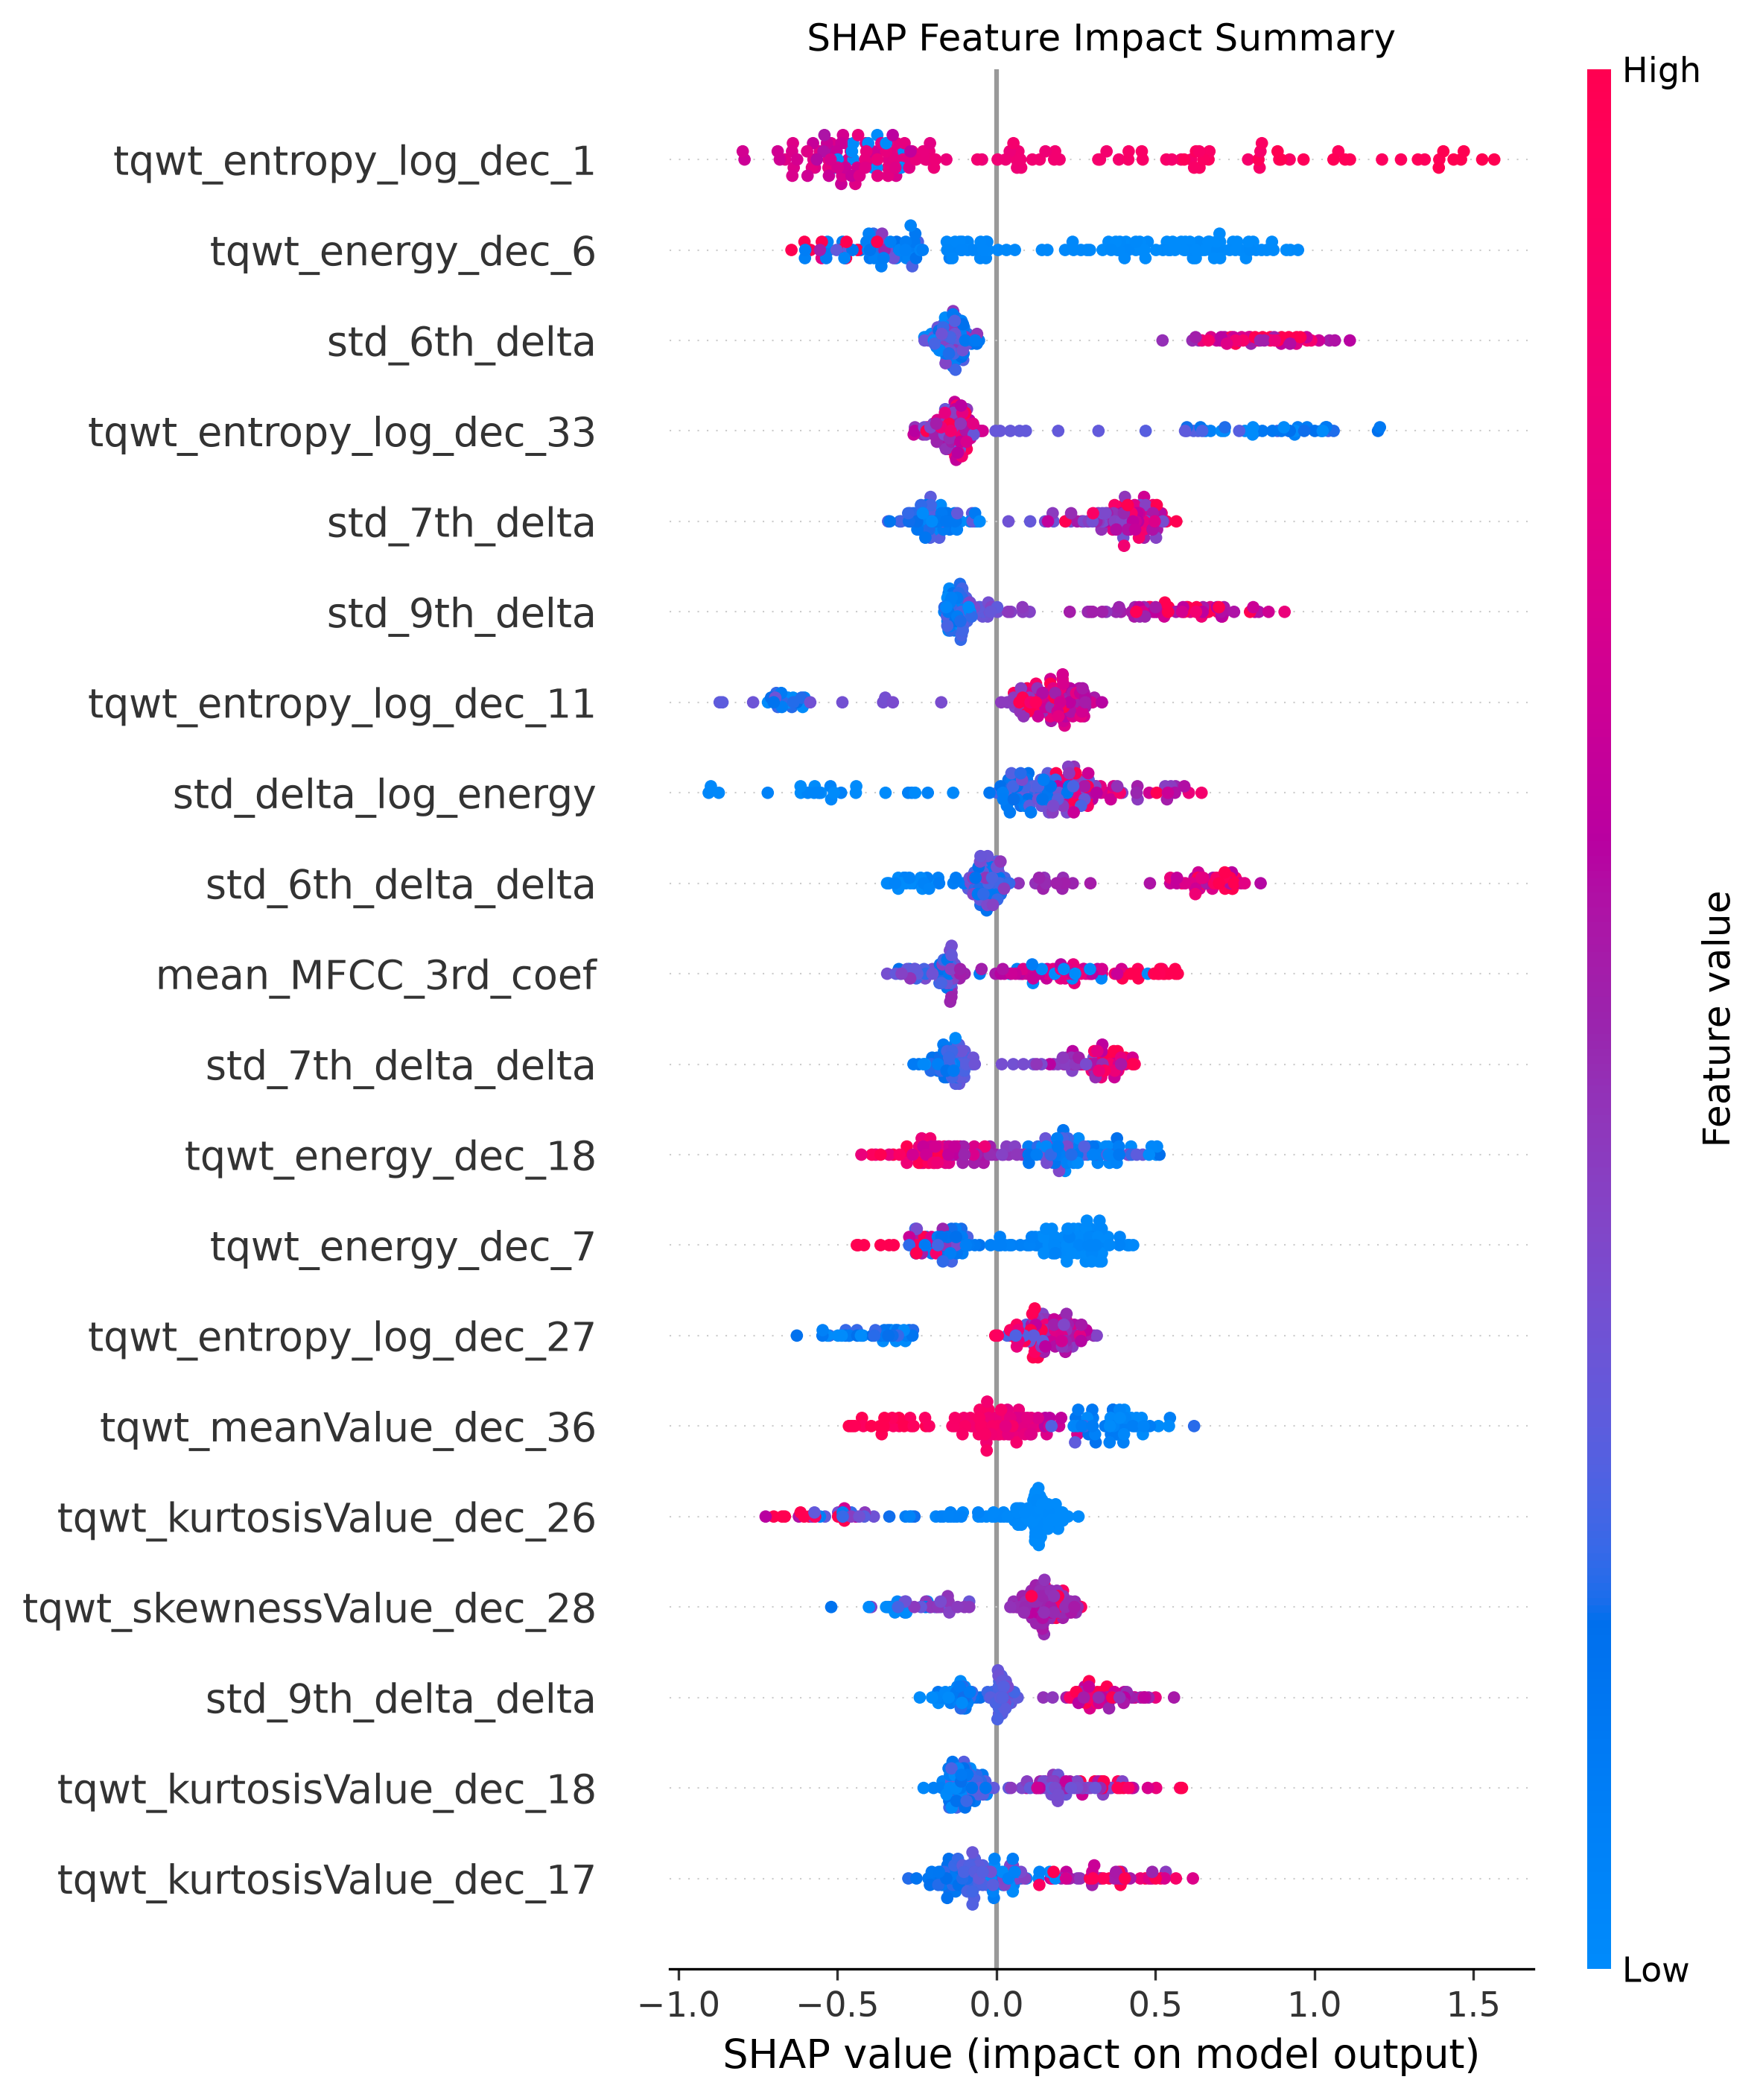 SHAP Feature Impact Summary
High
tqwt_entropy_log_dec_1
tqwt_energy_dec_6
std_6th_delta
tqwt_entropy_log_dec_33
std_7th_delta
std_9th_delta
tqwt_entropy_log_dec_11
std_delta_log_energy
std_6th_delta_delta
mean_MFCC_3rd_coef
std_7th_delta_delta
tqwt_energy_dec_18
tqwt_energy_dec_7
tqwt_entropy_log_dec_27
tqwt_meanValue_dec_36
tqwt_kurtosisValue_dec_26
tqwt_skewnessValue_dec_28
std_9th_delta_delta
tqwt_kurtosisValue_dec_18
tqwt_kurtosisValue_dec_17
Feature value
Low
−1.0 −0.5 0.0 0.5 1.0 1.5
SHAP value (impact on model output)